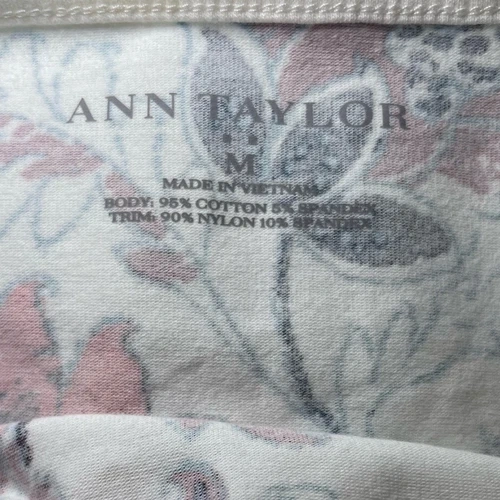 ANN TAYLOR
M
MADE IN VIETNAM
BODY: 95% COTTON 5% SPANDEX
TRIM: 90% NYLON 10% SPANDEX